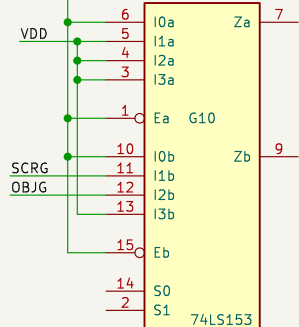 6 I0a Za 7
VDD 5 I1a
4 I2a
3 I3a
1 Ea G10
10 I0b Zb 9
SCRG 11 I1b
OBJG 12 I2b
13 I3b
15 Eb
14 S0
2 S1
74LS153